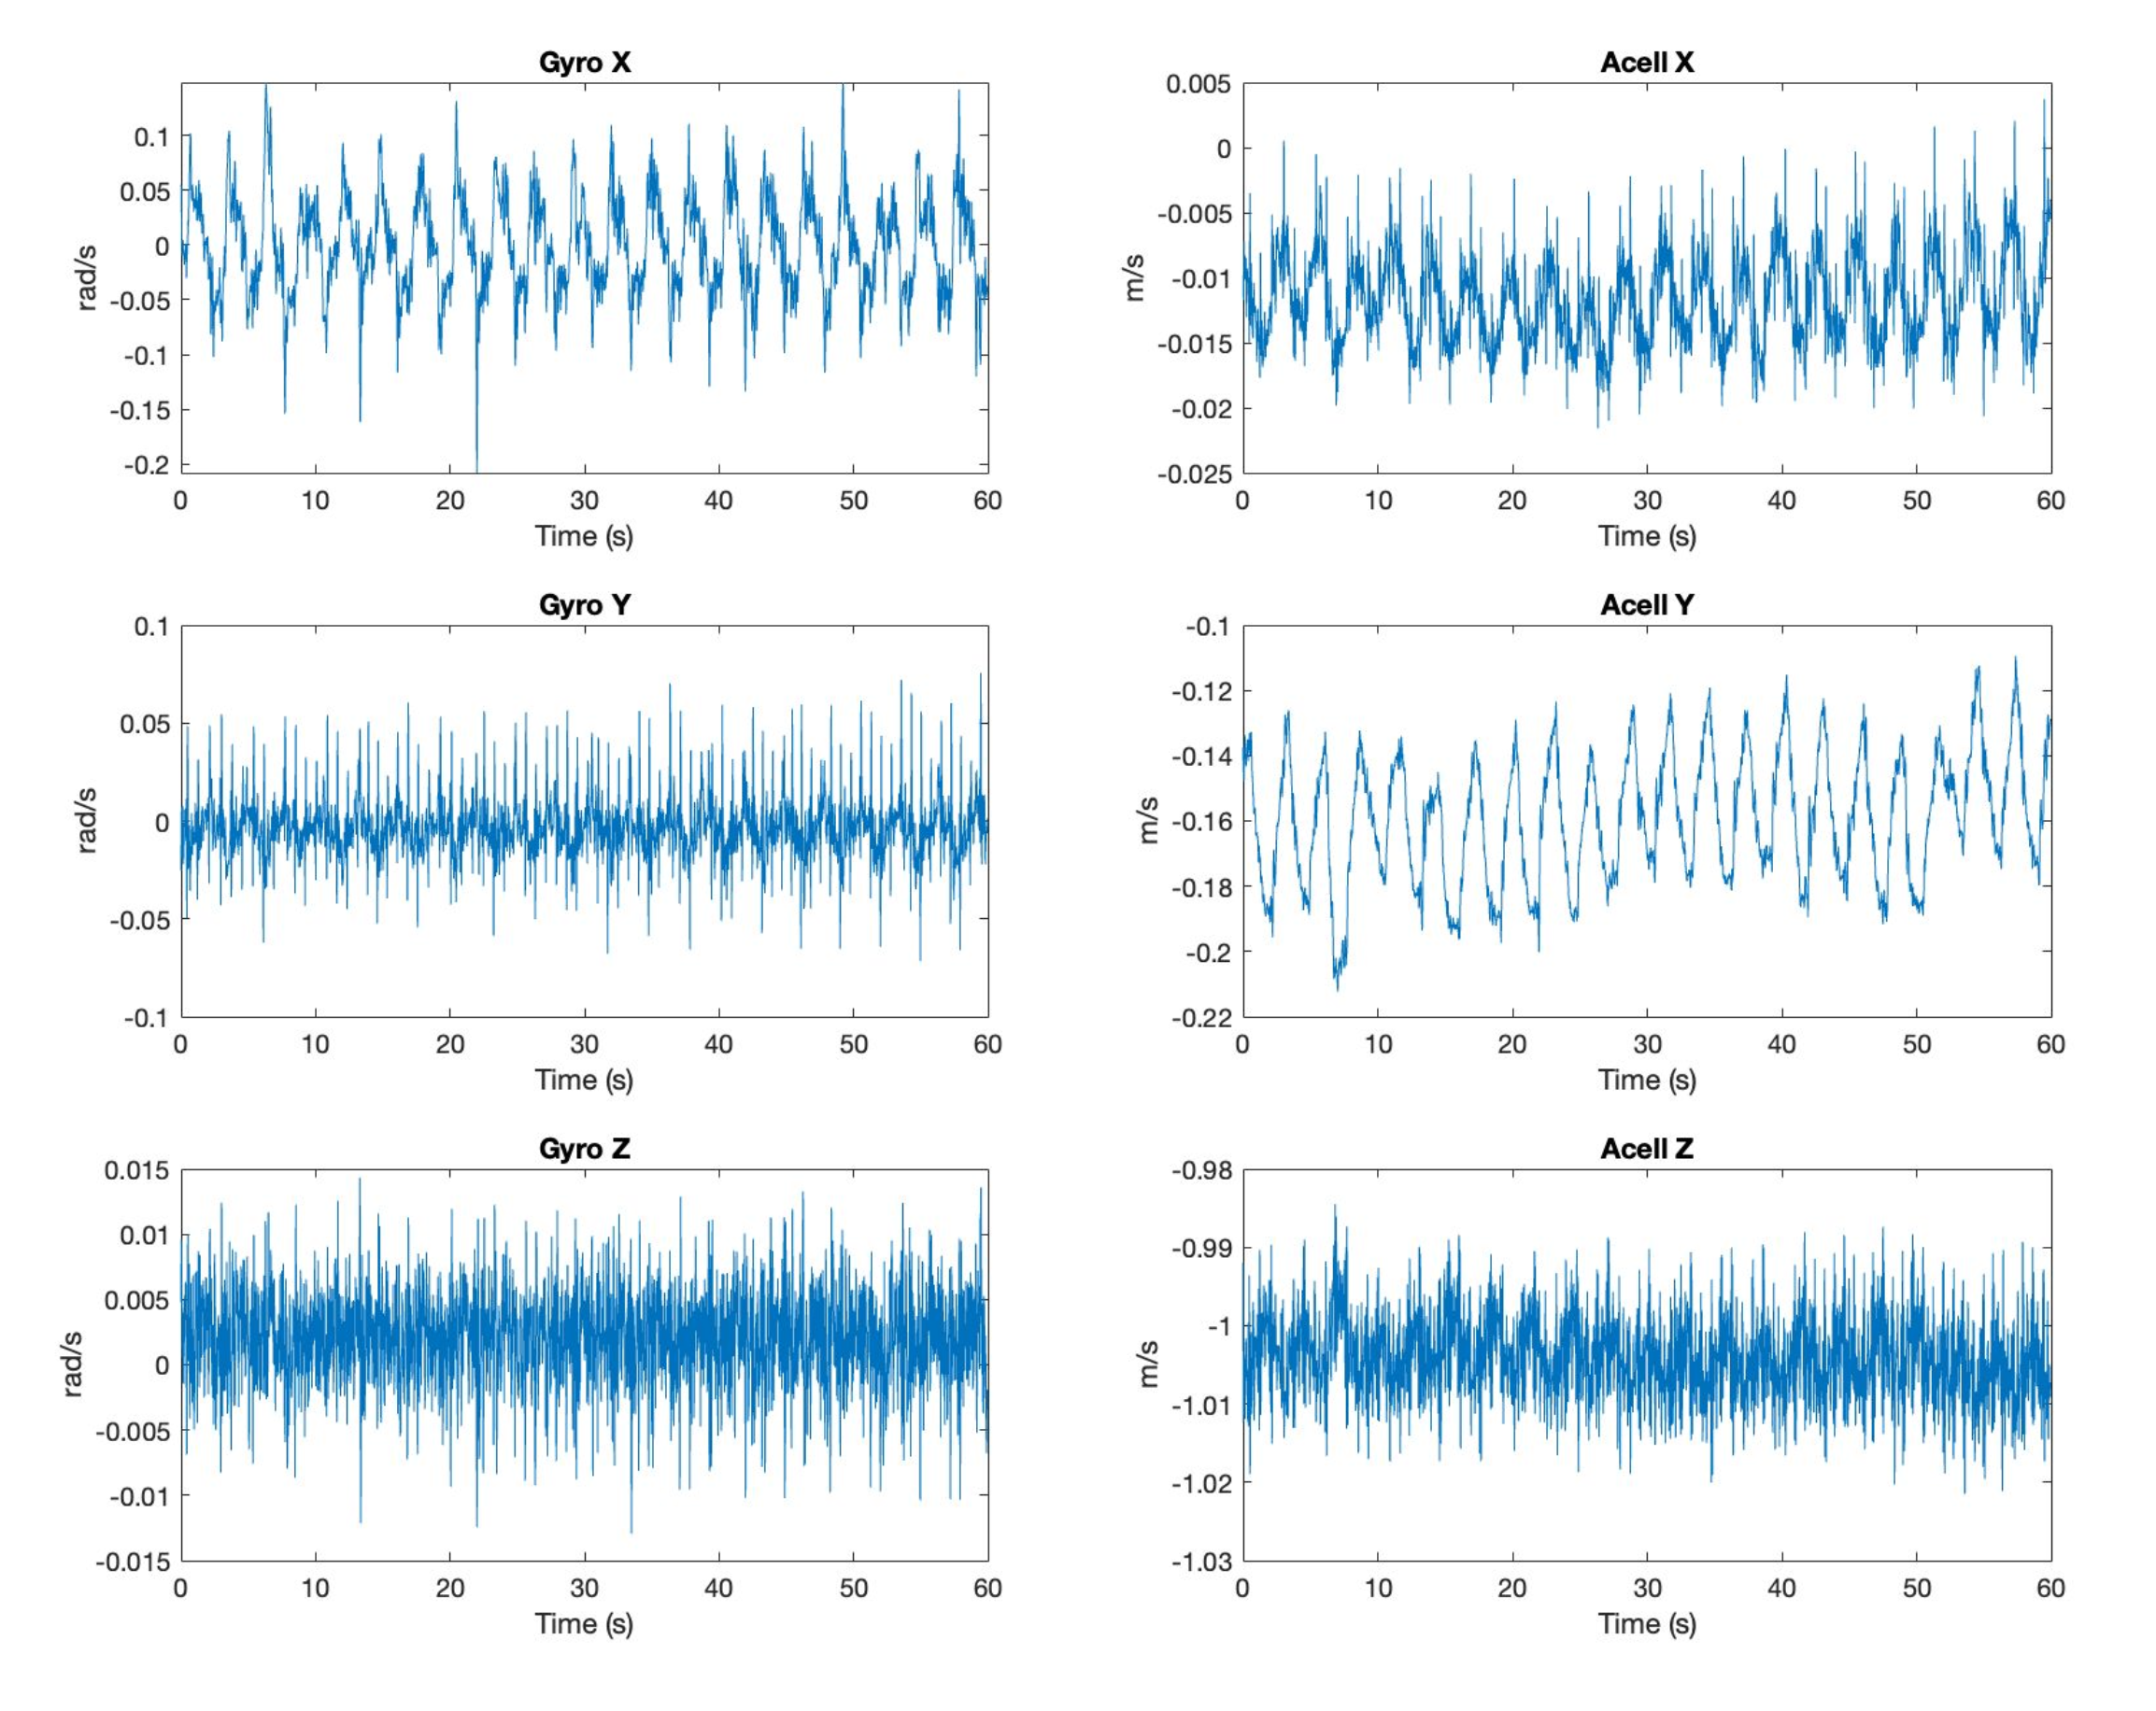 Gyro X
0.1
0.05
0
-0.05
-0.1
-0.15
-0.2
rad/s
0 10 20 30 40 50 60
Time (s)
Acell X
0.005
0
-0.005
-0.01
-0.015
-0.02
-0.025
m/s
0 10 20 30 40 50 60
Time (s)
Gyro Y
0.1
0.05
0
-0.05
-0.1
rad/s
0 10 20 30 40 50 60
Time (s)
Acell Y
-0.1
-0.12
-0.14
-0.16
-0.18
-0.2
-0.22
m/s
0 10 20 30 40 50 60
Time (s)
Gyro Z
0.015
0.01
0.005
0
-0.005
-0.01
-0.015
rad/s
0 10 20 30 40 50 60
Time (s)
Acell Z
-0.98
-0.99
-1
-1.01
-1.02
-1.03
m/s
0 10 20 30 40 50 60
Time (s)